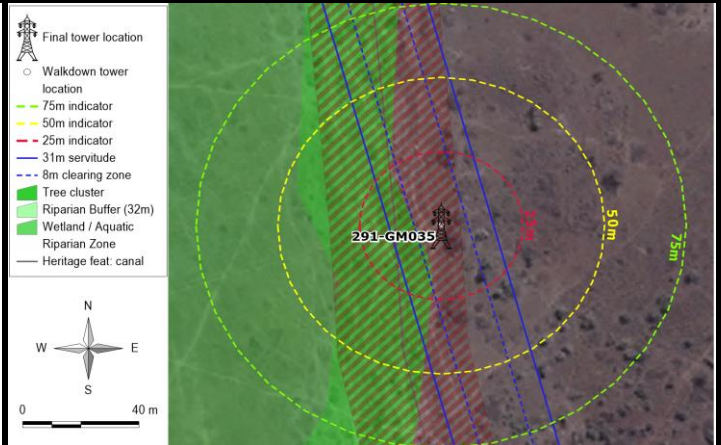 Final tower location
Walkdown tower
location
75m indicator
50m indicator
25m indicator
31m servitude
8m clearing zone
Tree cluster
Riparian Buffer (32m)
Wetland / Aquatic
Riparian Zone
Heritage feat: canal
N
W E
S
0 40 m
291-GM035
25m
50m
75m